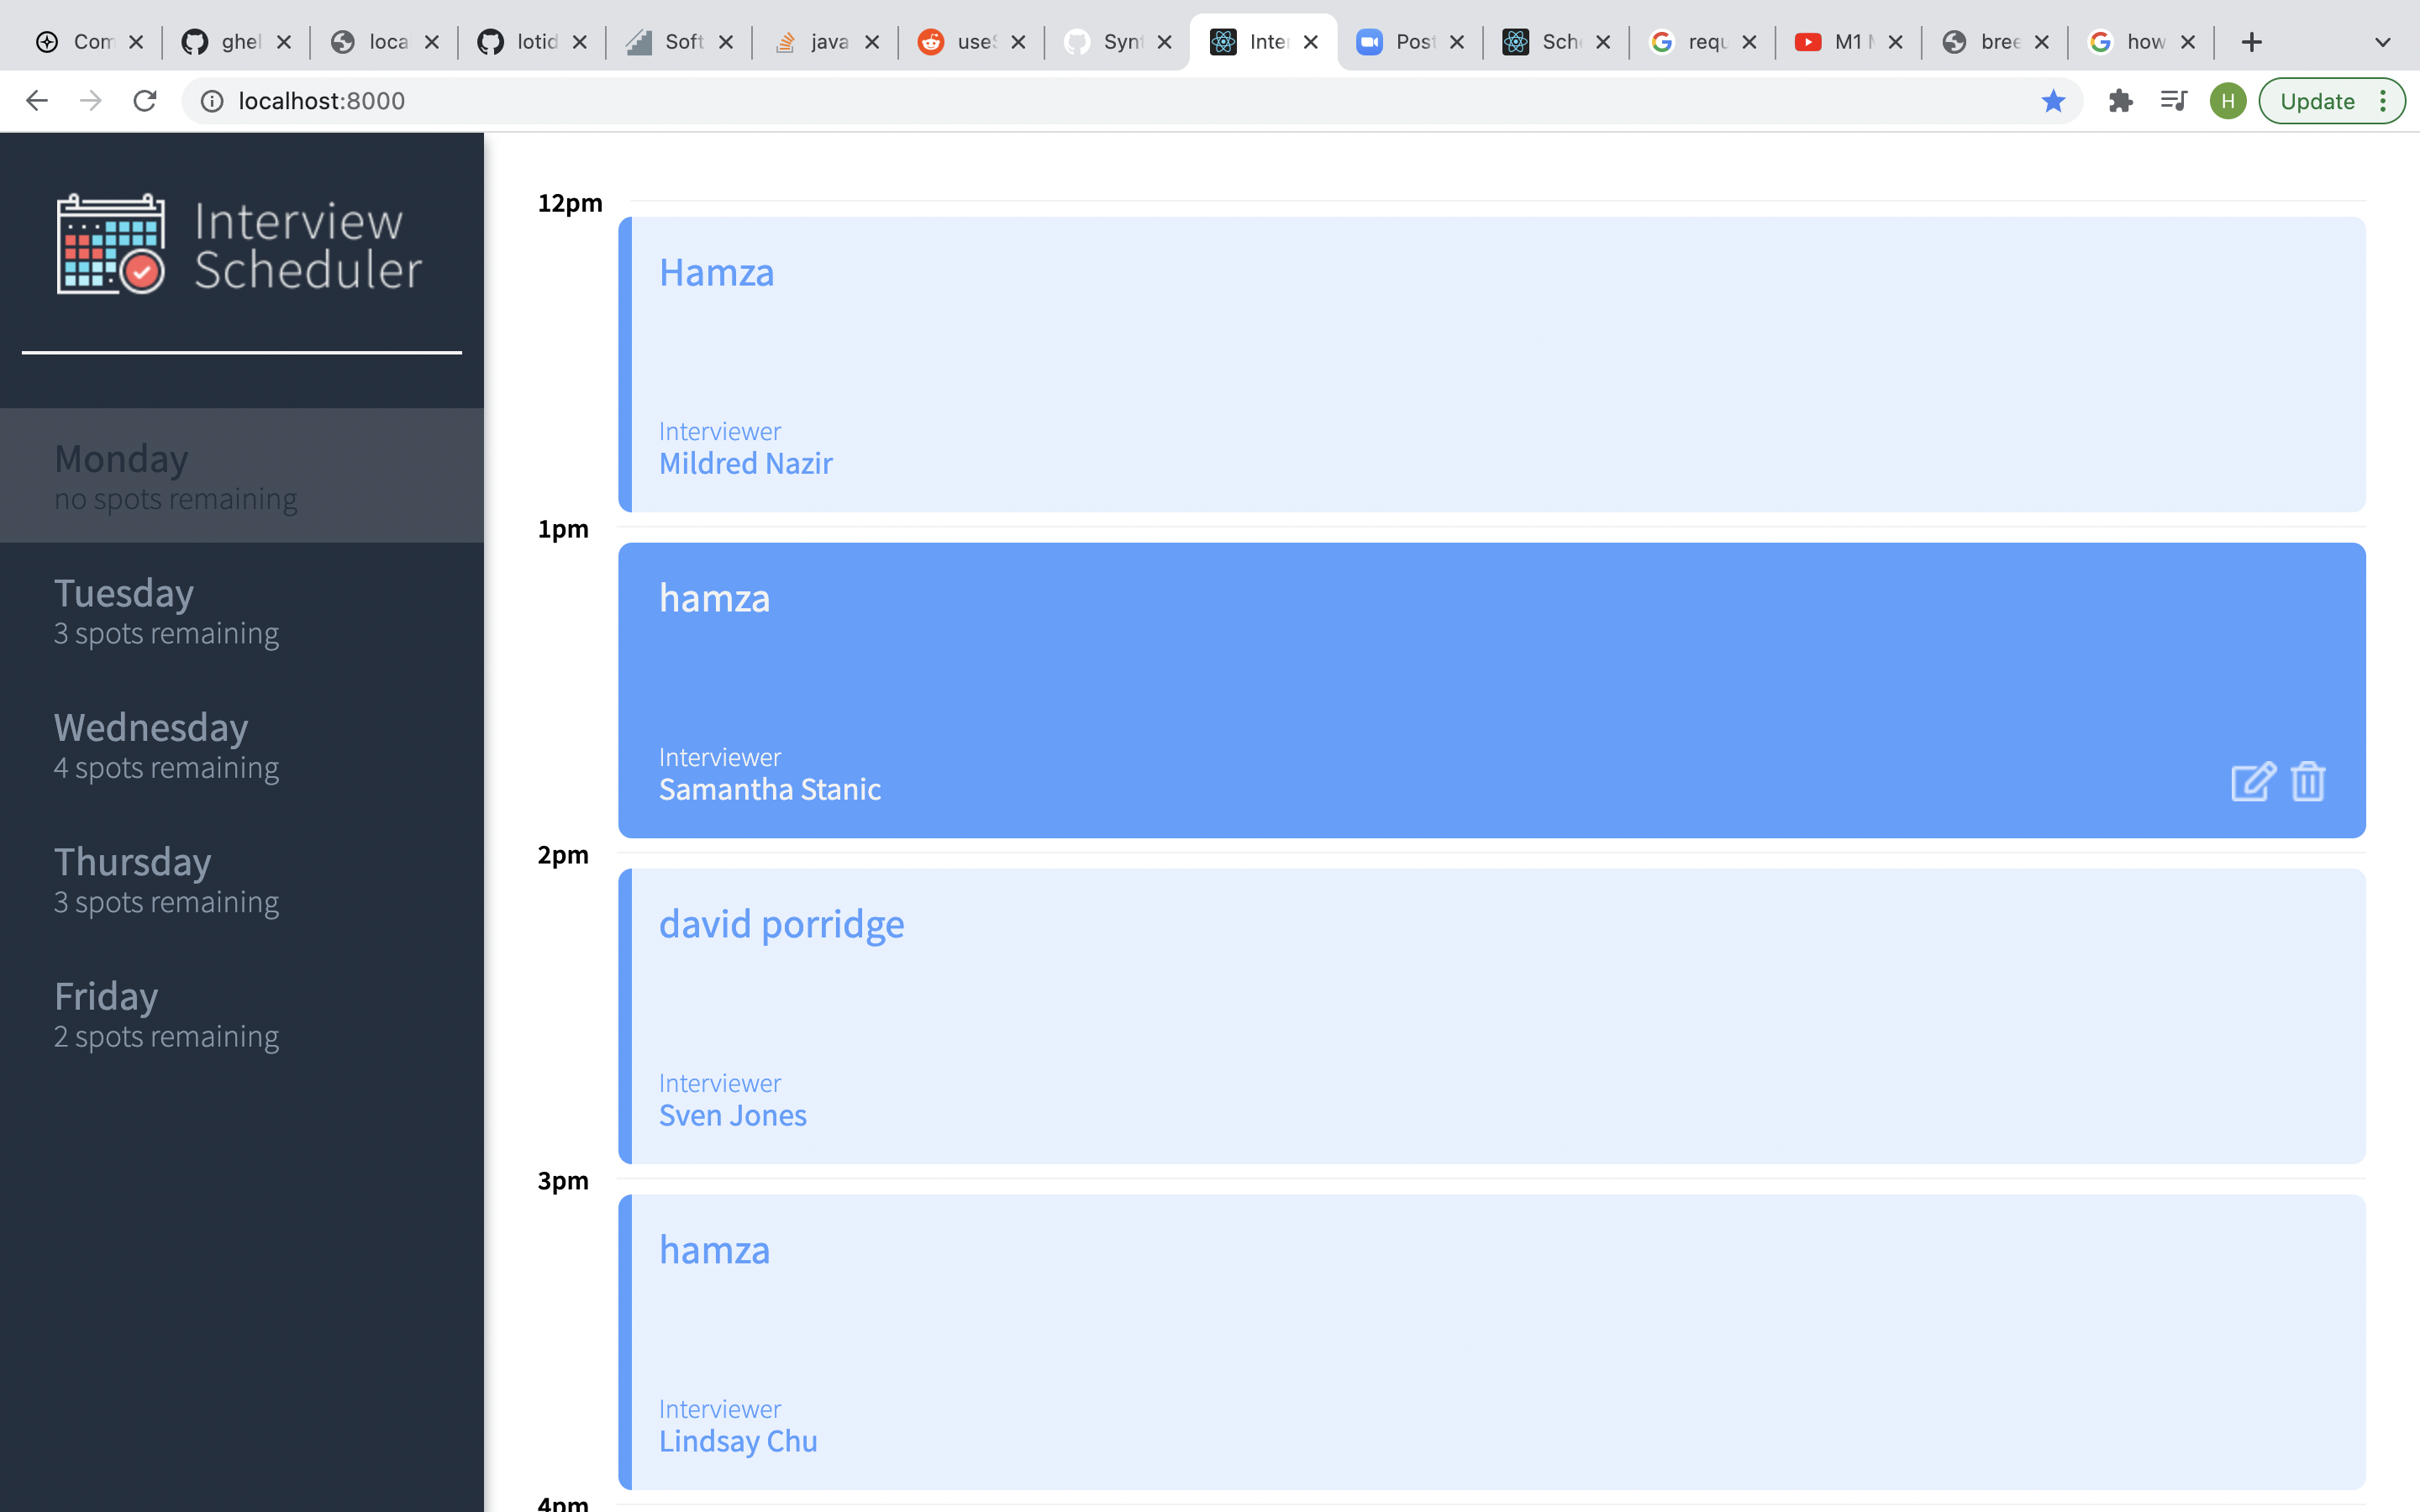 Com ghel loca lotid Soft java use Synt Inter Post Sch requ M1 bree how
localhost:8000
H
Update
Interview
Scheduler
Monday
no spots remaining
Tuesday
3 spots remaining
Wednesday
4 spots remaining
Thursday
3 spots remaining
Friday
2 spots remaining
12pm
Hamza
Interviewer
Mildred Nazir
1pm
hamza
Interviewer
Samantha Stanic
2pm
david porridge
Interviewer
Sven Jones
3pm
hamza
Interviewer
Lindsay Chu
4pm